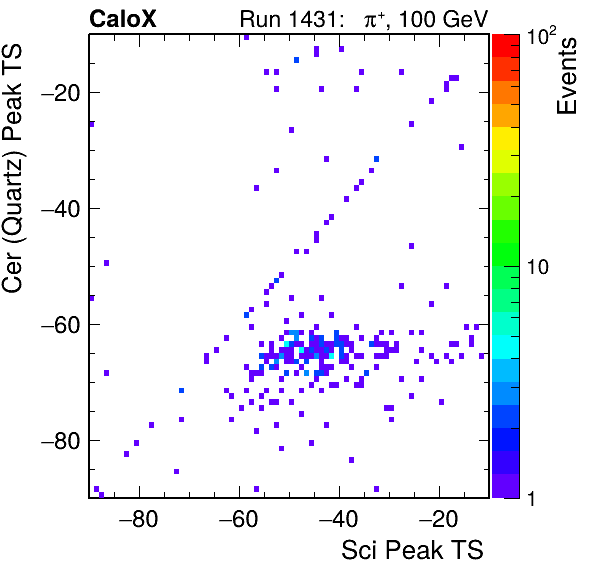 CaloX Run 1431: π⁺, 100 GeV
Cer (Quartz) Peak TS
−20
−40
−60
−80
−80 −60 −40 −20
Sci Peak TS
10²
10
1
Events